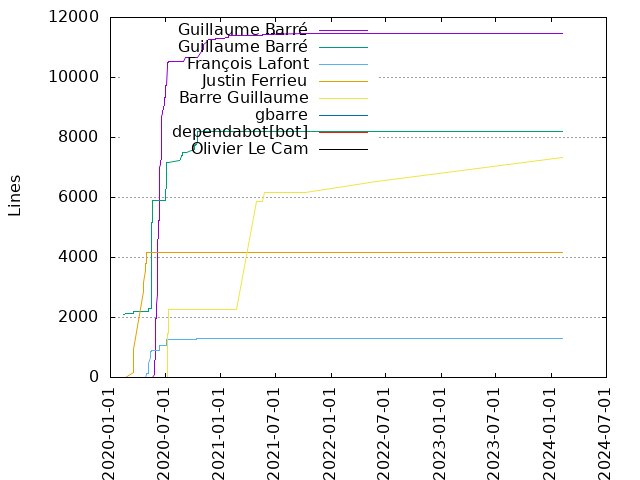 12000
10000
8000
6000
4000
2000
0
Lines
Guillaume Barré
Guillaume Barré
François Lafont
Justin Ferrieu
Barre Guillaume
gbarre
dependabot[bot]
Olivier Le Cam
2020-01-01
2020-07-01
2021-01-01
2021-07-01
2022-01-01
2022-07-01
2023-01-01
2023-07-01
2024-01-01
2024-07-01